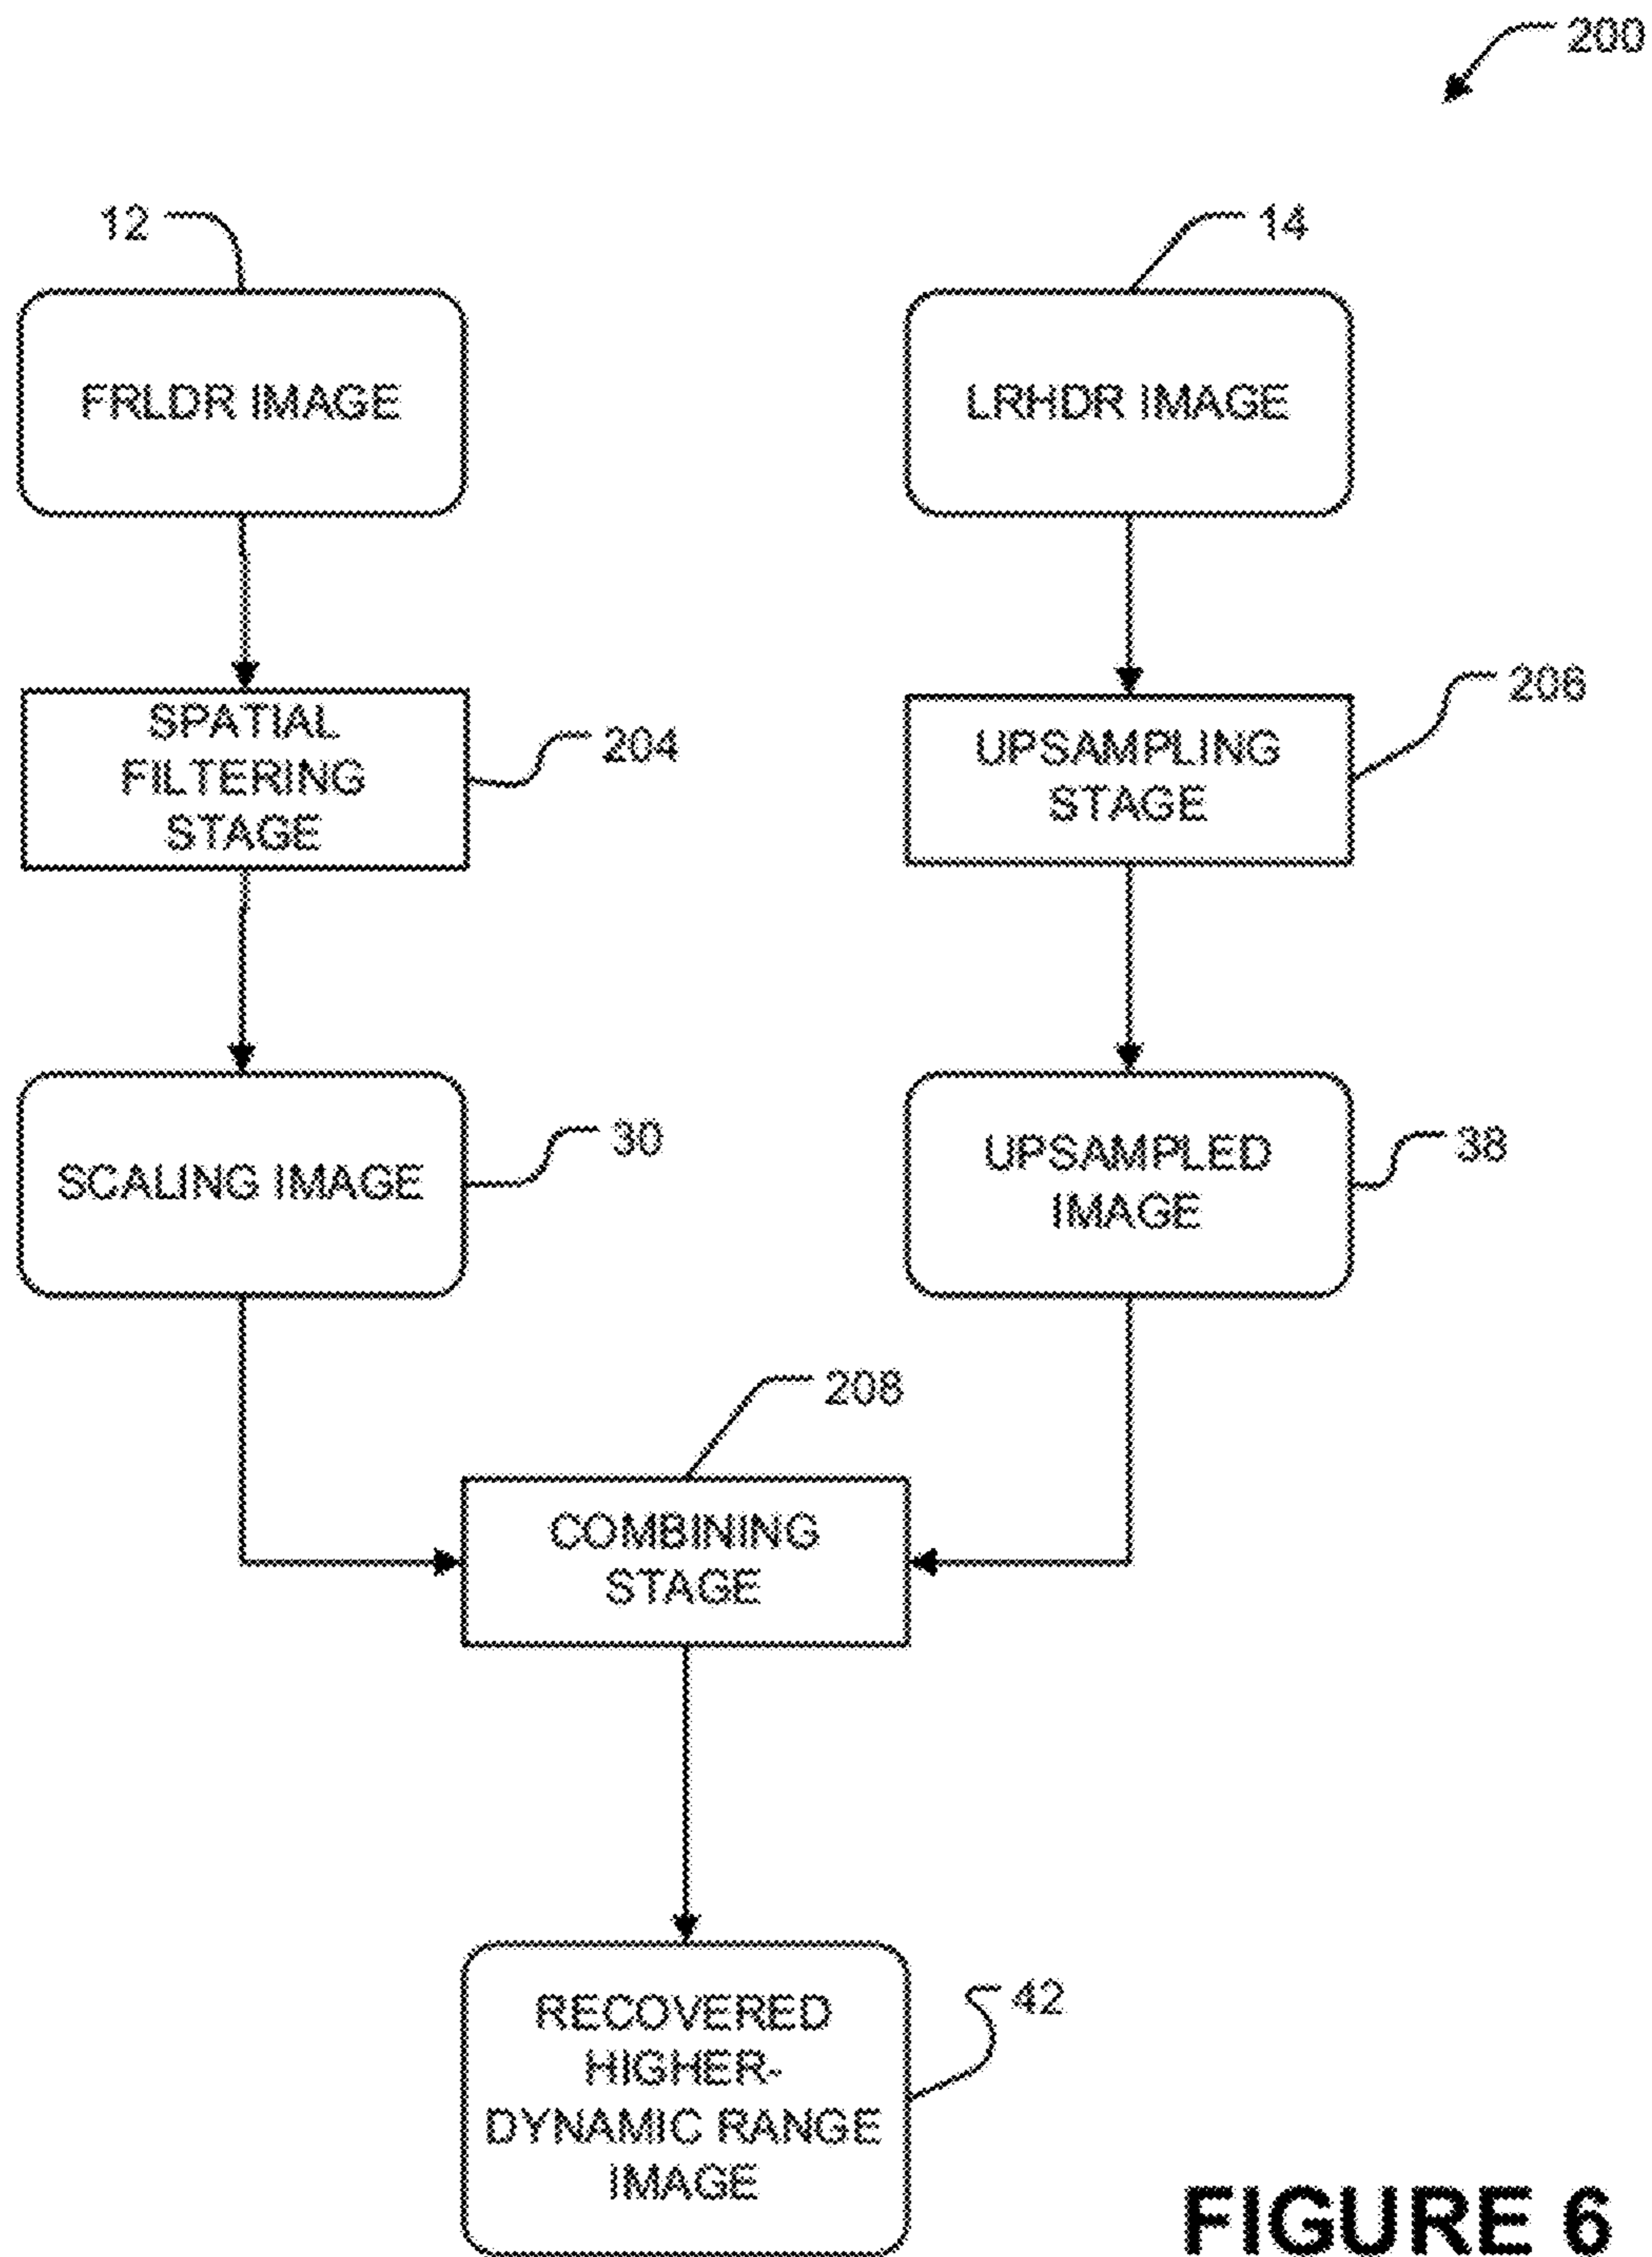 200
12
14
FRLDR IMAGE
LRHDR IMAGE
SPATIAL
FILTERING
STAGE
204
UPSAMPLING
STAGE
206
SCALING IMAGE
30
UPSAMPLED
IMAGE
38
208
COMBINING
STAGE
RECOVERED
HIGHER-
DYNAMIC RANGE
IMAGE
42
FIGURE 6